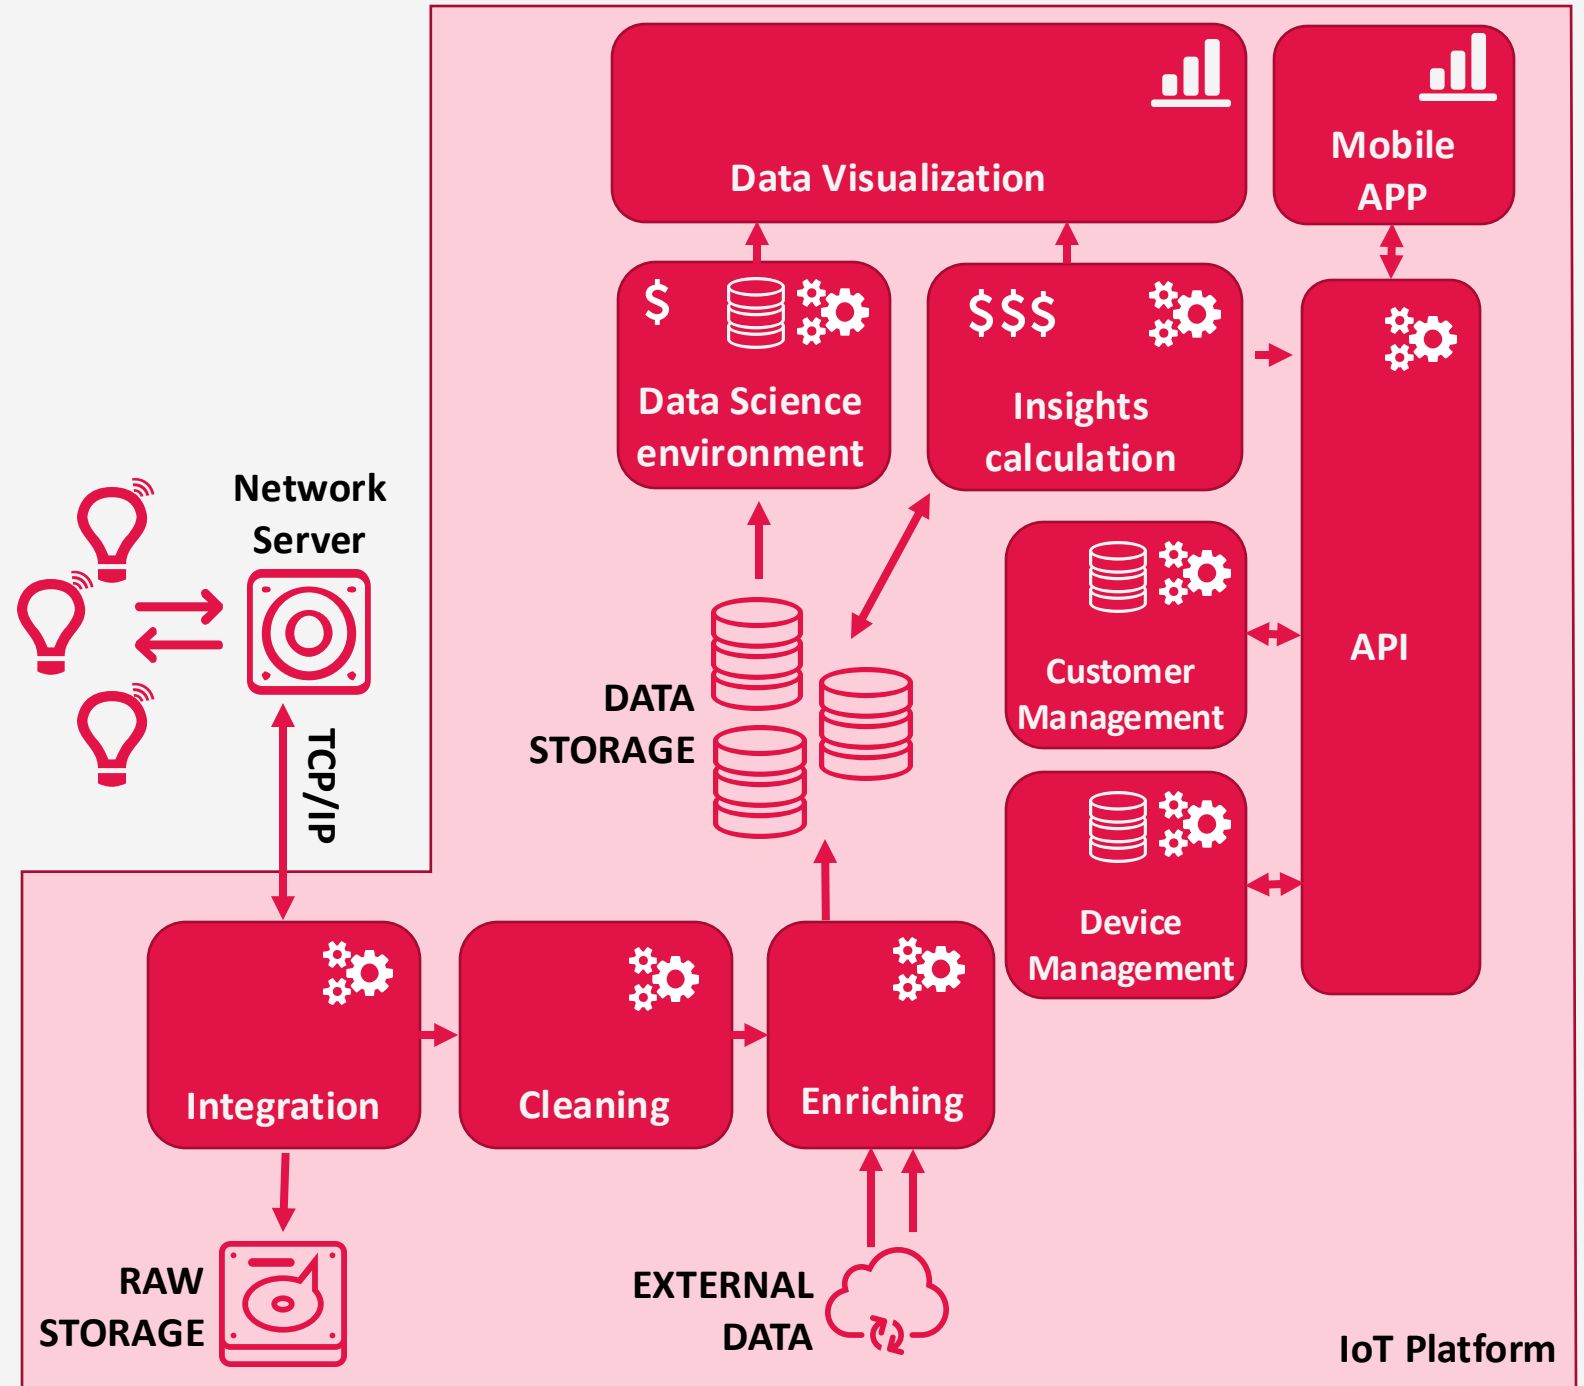 Data Visualization
Mobile
APP
$
$$$
Data Science
environment
Insights
calculation
Network
Server
TCP/IP
DATA
STORAGE
Customer
Management
API
Device
Management
Integration
Cleaning
Enriching
RAW
STORAGE
EXTERNAL
DATA
IoT Platform